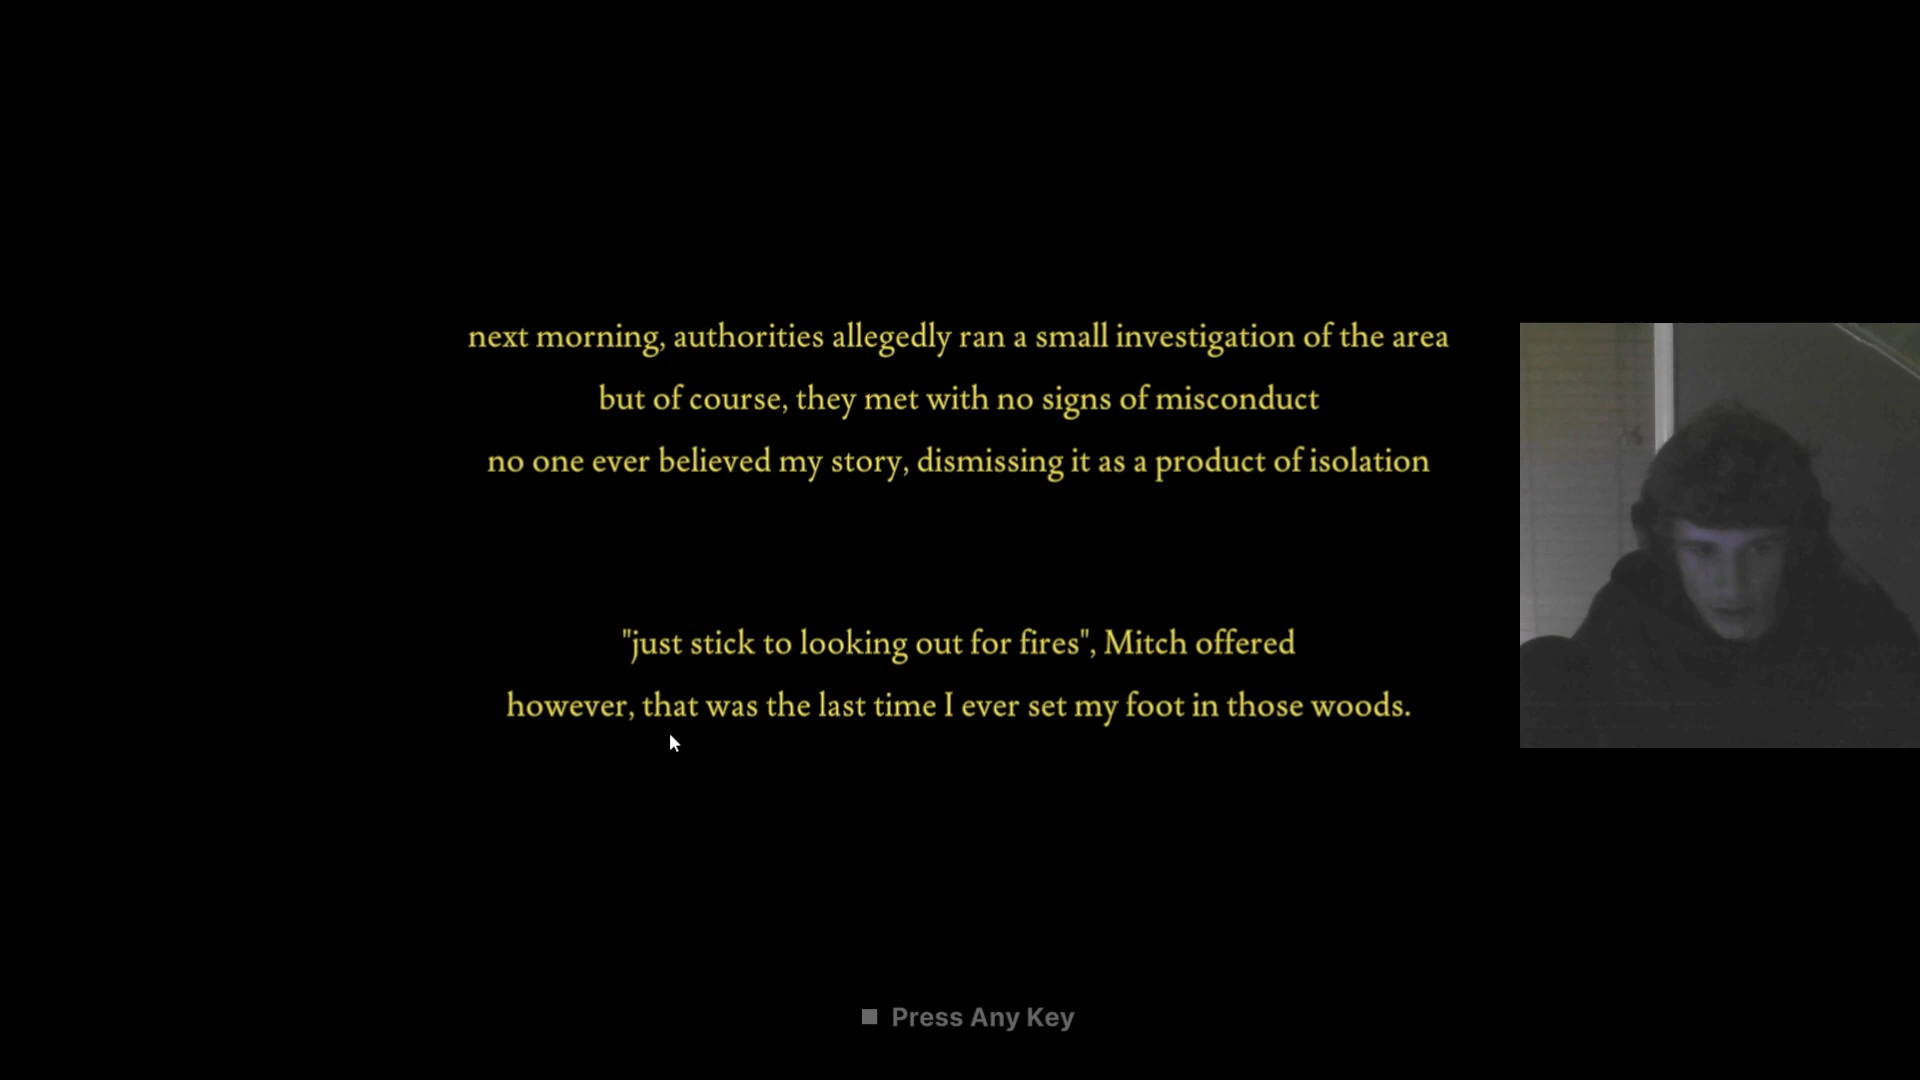 next morning, authorities allegedly ran a small investigation of the area
but of course, they met with no signs of misconduct
no one ever believed my story, dismissing it as a product of isolation
"just stick to looking out for fires", Mitch offered
however, that was the last time I ever set my foot in those woods.
Press Any Key